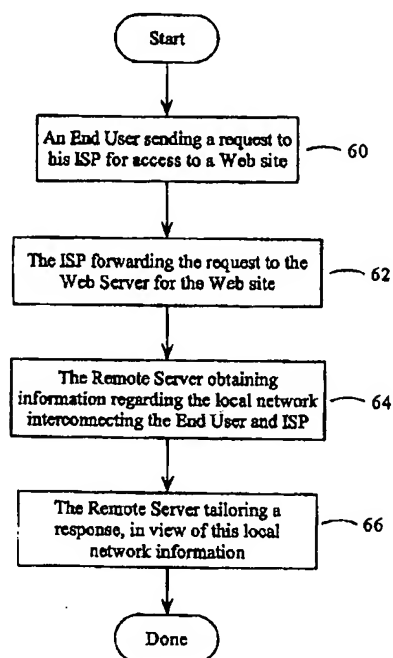 Start
An End User sending a request to
his ISP for access to a Web site
60
The ISP forwarding the request to the
Web Server for the Web site
62
The Remote Server obtaining
information regarding the local network
interconnecting the End User and ISP
64
The Remote Server tailoring a
response, in view of this local
network information
66
Done